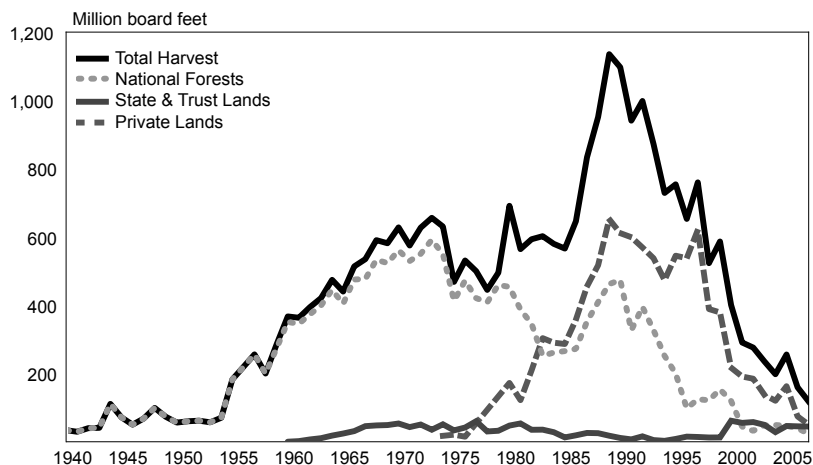 Million board feet
1,200
Total Harvest
National Forests
1,000
State & Trust Lands
Private Lands
800
600
400
200
1940 1945 1950 1955 1960 1965 1970 1975 1980 1985 1990 1995 2000 2005